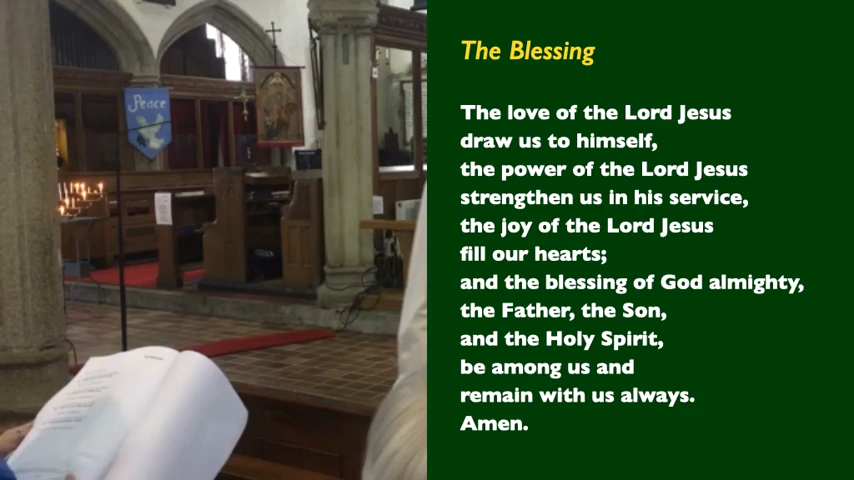 Peace
The Blessing
The love of the Lord Jesus
draw us to himself,
the power of the Lord Jesus
strengthen us in his service,
the joy of the Lord Jesus
fill our hearts;
and the blessing of God almighty,
the Father, the Son,
and the Holy Spirit,
be among us and
remain with us always.
Amen.